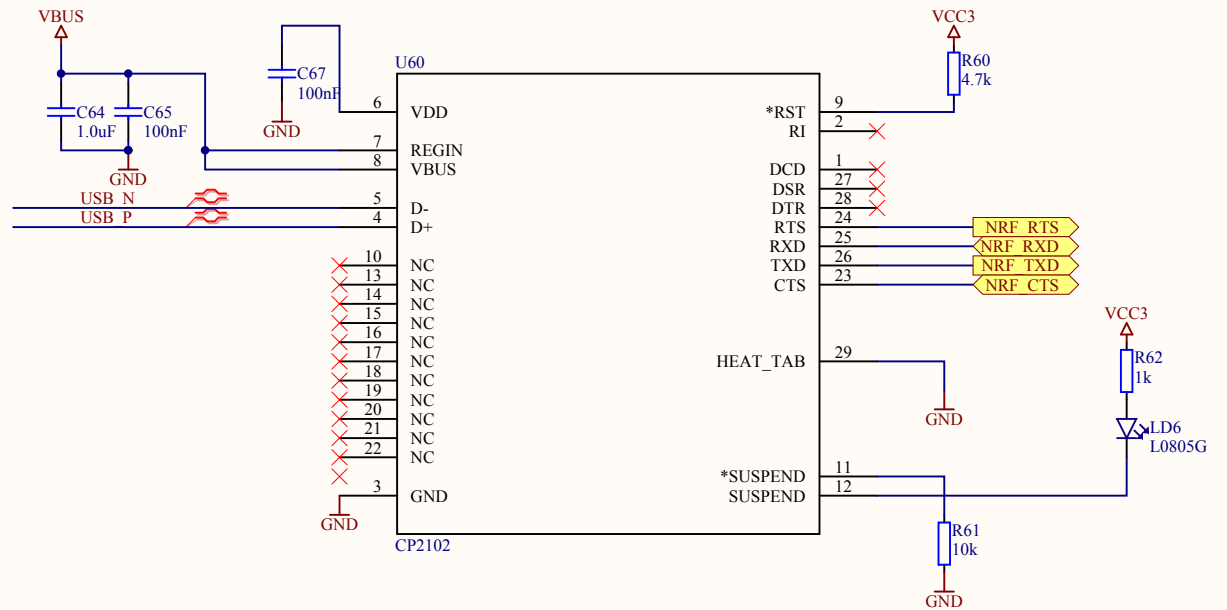 VBUS
VCC3
U60
C67
100nF
R60
4.7k
C64
1.0uF
C65
100nF
GND
GND
6 VDD
7 REGIN
8 VBUS
USB_N
5 D-
USB_P
4 D+
10 NC
13 NC
14 NC
15 NC
16 NC
17 NC
18 NC
19 NC
20 NC
21 NC
22 NC
3 GND
GND
CP2102
*RST 9
RI 2
DCD 1
DSR 27
DTR 28
RTS 24 NRF_RTS
RXD 25 NRF_RXD
TXD 26 NRF_TXD
CTS 23 NRF_CTS
HEAT_TAB 29
GND
VCC3
R62
1k
LD6
L0805G
*SUSPEND 11
SUSPEND 12
R61
10k
GND